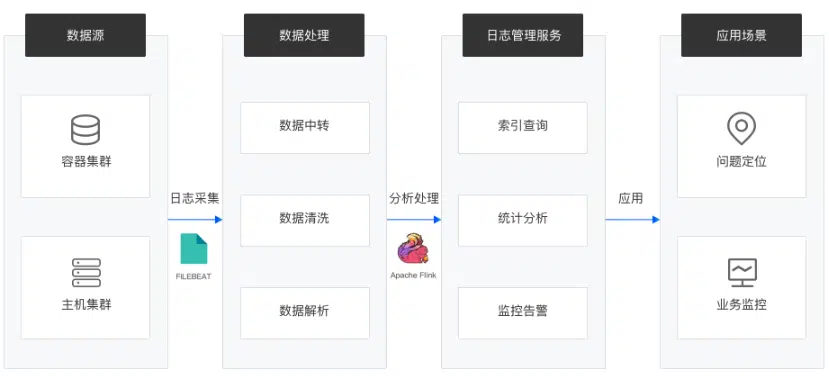 数据源
容器集群
主机集群
日志采集
FILEBEAT
数据处理
数据中转
数据清洗
数据解析
分析处理
Apache Flink
日志管理服务
索引查询
统计分析
监控告警
应用
应用场景
问题定位
业务监控